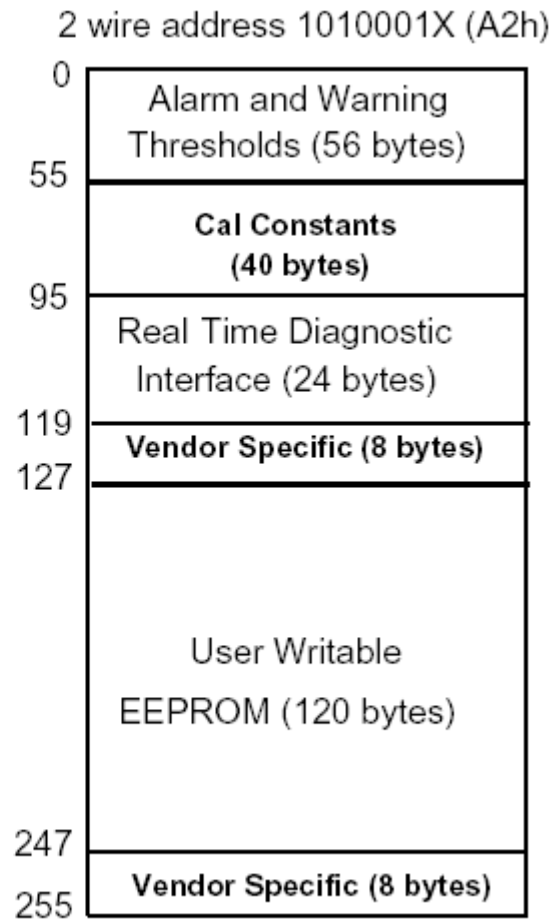 2 wire address 1010001X (A2h)
0
Alarm and Warning
Thresholds (56 bytes)
55
Cal Constants
(40 bytes)
95
Real Time Diagnostic
Interface (24 bytes)
119
Vendor Specific (8 bytes)
127
User Writable
EEPROM (120 bytes)
247
Vendor Specific (8 bytes)
255